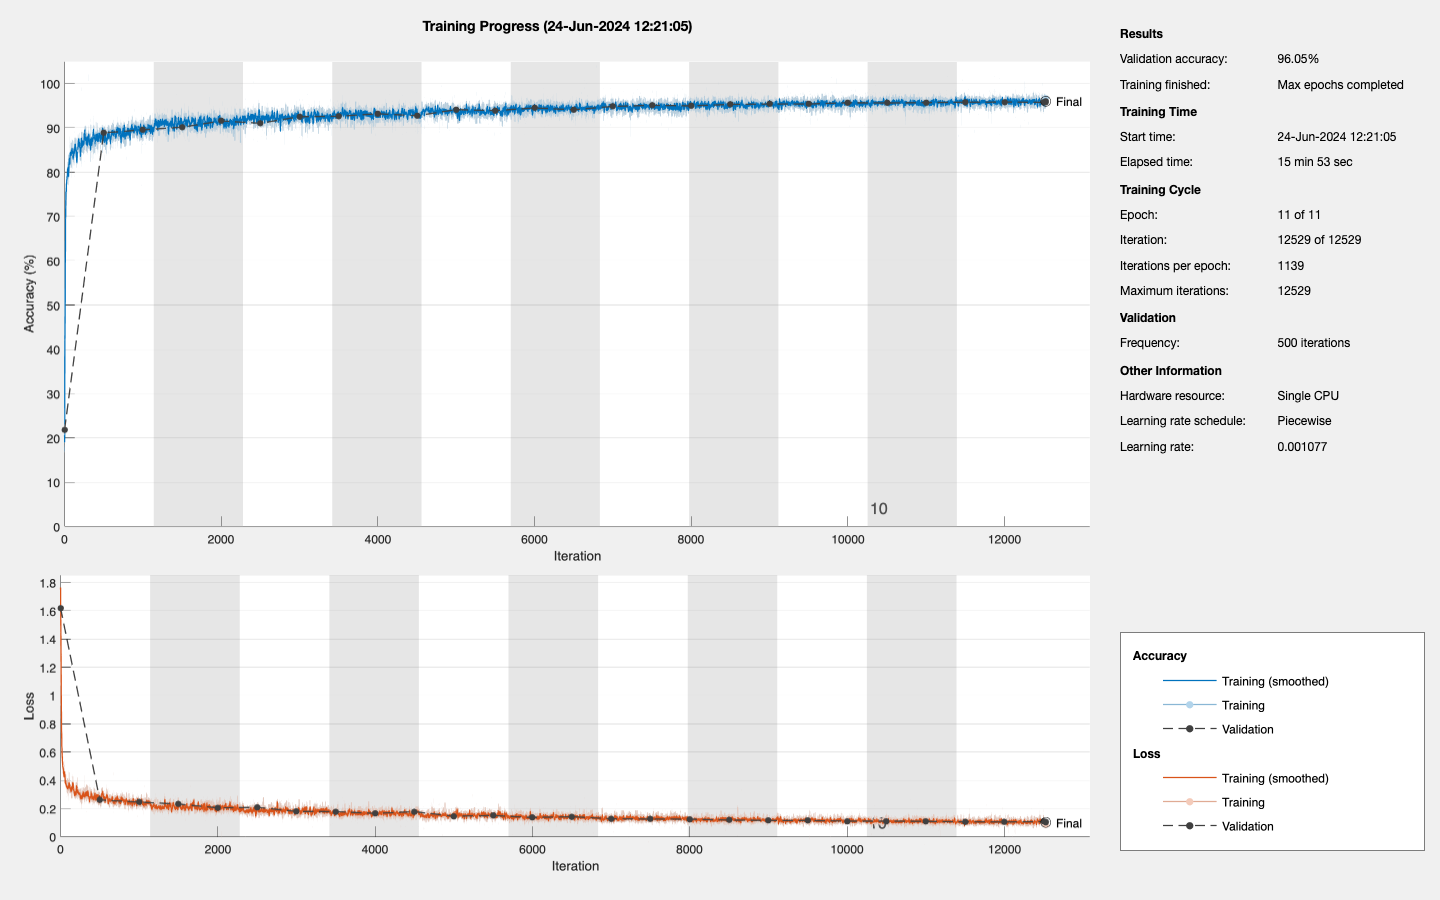 Training Progress (24-Jun-2024 12:21:05)
100
90
80
70
60
50
40
30
20
10
0
Accuracy (%)
10
Final
0 2000 4000 6000 8000 10000 12000
Iteration
1.8
1.6
1.4
1.2
1
0.8
0.6
0.4
0.2
0
Loss
Final
0 2000 4000 6000 8000 10000 12000
Iteration
Results
Validation accuracy: 96.05%
Training finished: Max epochs completed
Training Time
Start time: 24-Jun-2024 12:21:05
Elapsed time: 15 min 53 sec
Training Cycle
Epoch: 11 of 11
Iteration: 12529 of 12529
Iterations per epoch: 1139
Maximum iterations: 12529
Validation
Frequency: 500 iterations
Other Information
Hardware resource: Single CPU
Learning rate schedule: Piecewise
Learning rate: 0.001077
Accuracy
Training (smoothed)
Training
Validation
Loss
Training (smoothed)
Training
Validation